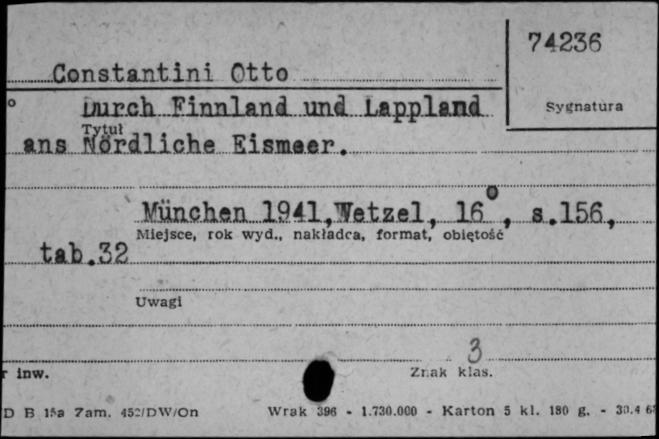 74236
Constantini Otto
Sygnatura
Durch Finnland und Lappland
Tytuł
ans Nördliche Eismeer.
München 1941, Wetzel, 16°, s.156,
Miejsce, rok wyd., nakładca, format, objętość
tab.32
Uwagi
3
r inw.
Znak klas.
D B 15a Zam. 452/DW/On Wrak 396 - 1.730.000 - Karton 5 kl. 180 g. - 30.4